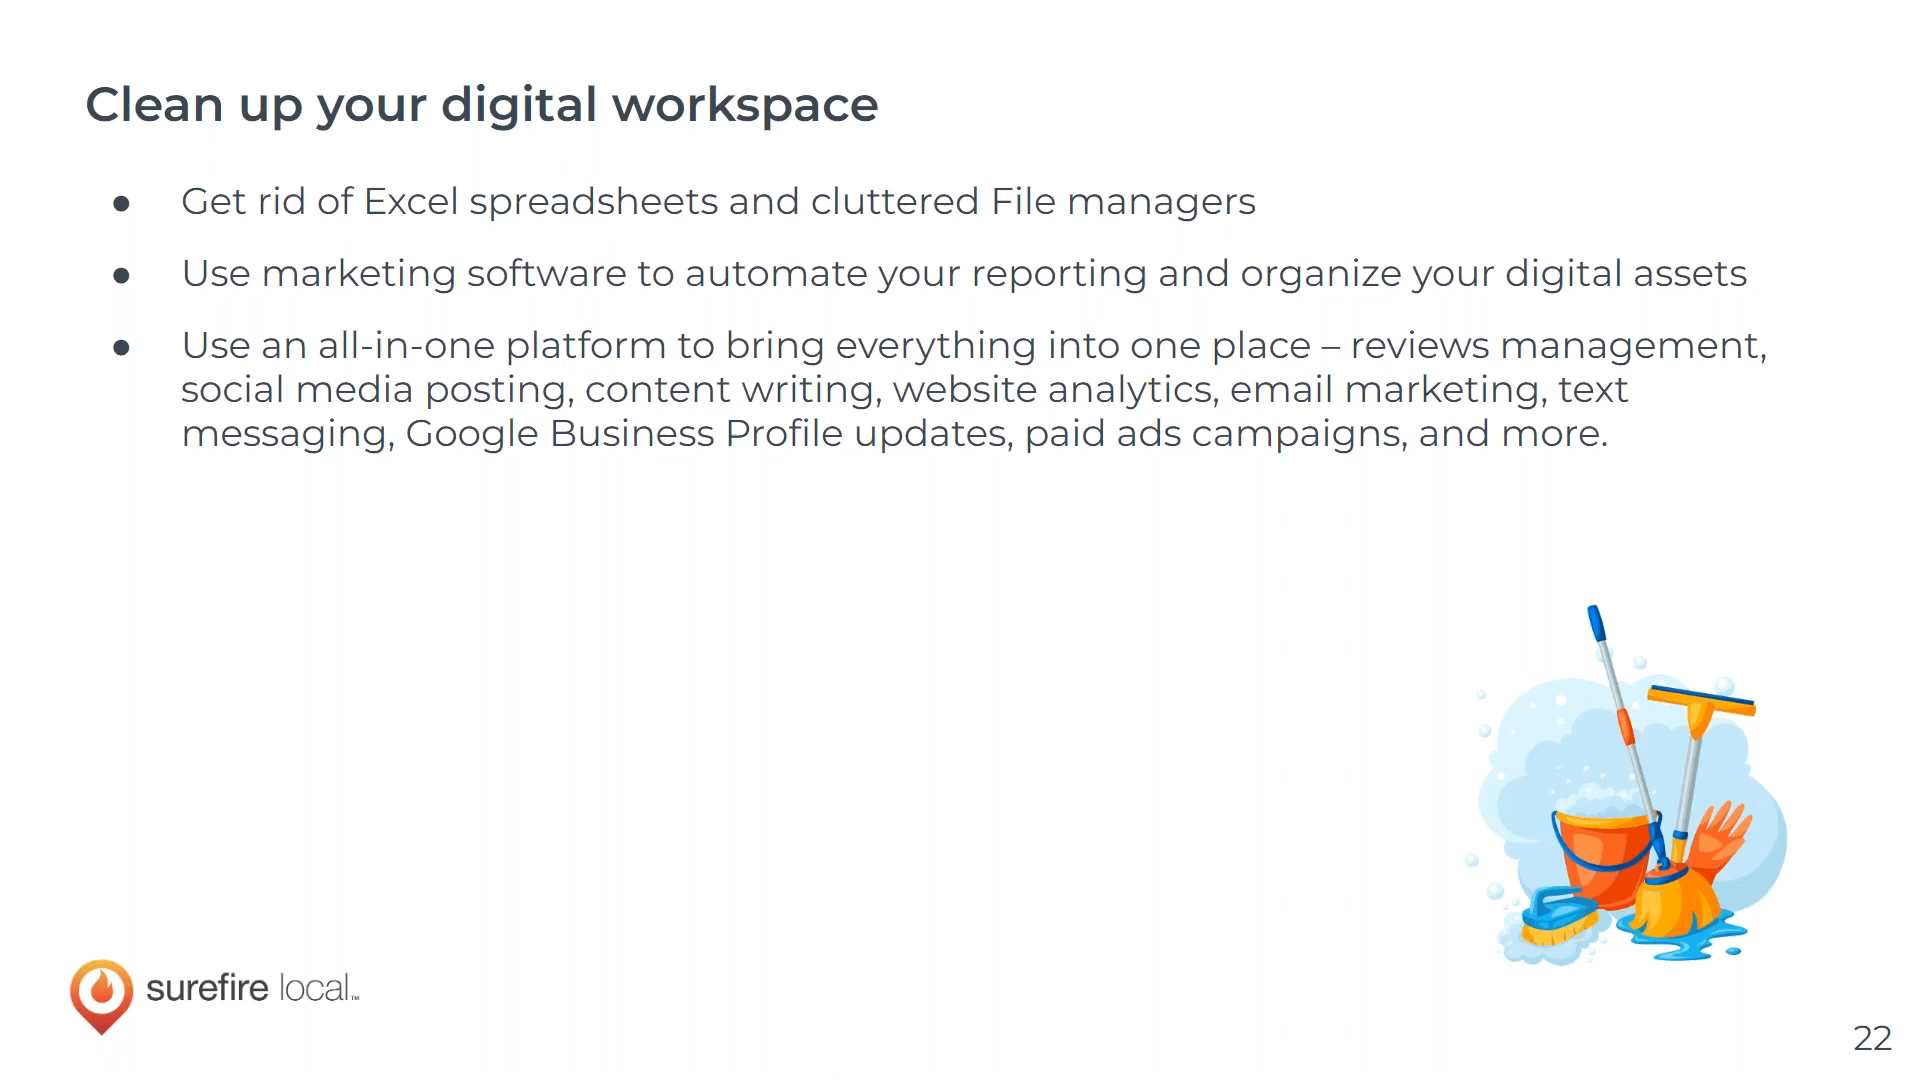 Clean up your digital workspace
● Get rid of Excel spreadsheets and cluttered File managers
● Use marketing software to automate your reporting and organize your digital assets
● Use an all-in-one platform to bring everything into one place – reviews management,
social media posting, content writing, website analytics, email marketing, text
messaging, Google Business Profile updates, paid ads campaigns, and more.
surefire local™
22